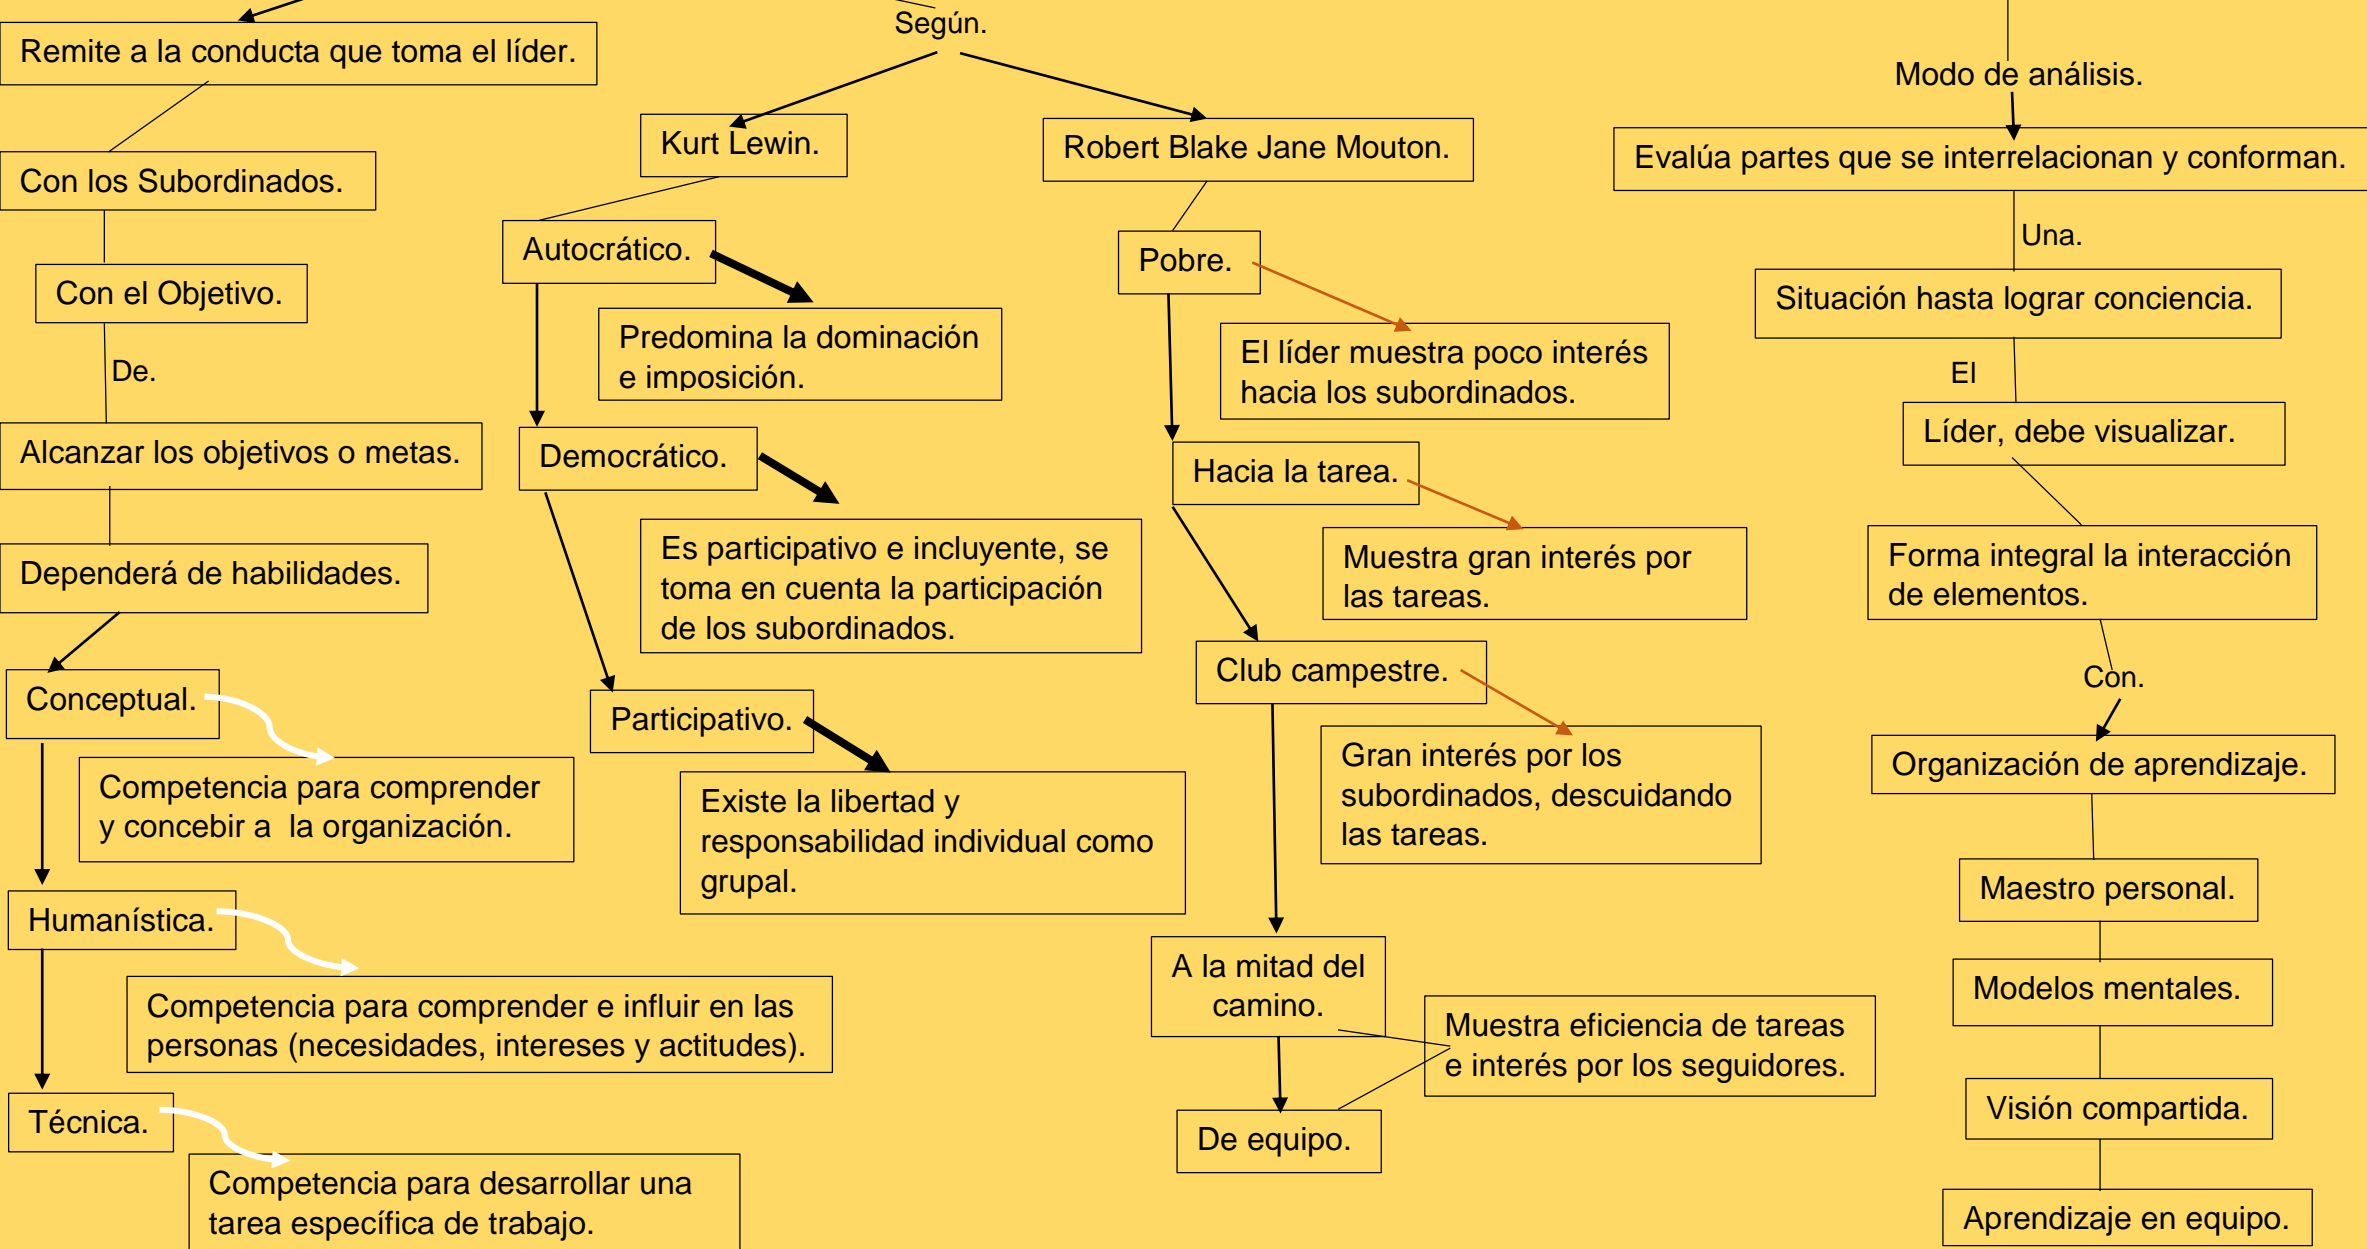 Remite a la conducta que toma el líder.
Con los Subordinados.
Con el Objetivo.
De.
Alcanzar los objetivos o metas.
Dependerá de habilidades.
Conceptual.
Competencia para comprender
y concebir a  la organización.
Humanística.
Competencia para comprender e influir en las
personas (necesidades, intereses y actitudes).
Técnica.
Competencia para desarrollar una
tarea específica de trabajo.
Según.
Kurt Lewin.
Autocrático.
Predomina la dominación
e imposición.
Democrático.
Es participativo e incluyente, se
toma en cuenta la participación
de los subordinados.
Participativo.
Existe la libertad y
responsabilidad individual como
grupal.
Robert Blake Jane Mouton.
Pobre.
El líder muestra poco interés
hacia los subordinados.
Hacia la tarea.
Muestra gran interés por
las tareas.
Club campestre.
Gran interés por los
subordinados, descuidando
las tareas.
A la mitad del
camino.
Muestra eficiencia de tareas
e interés por los seguidores.
De equipo.
Modo de análisis.
Evalúa partes que se interrelacionan y conforman.
Una.
Situación hasta lograr conciencia.
El
Líder, debe visualizar.
Forma integral la interacción
de elementos.
Con.
Organización de aprendizaje.
Maestro personal.
Modelos mentales.
Visión compartida.
Aprendizaje en equipo.